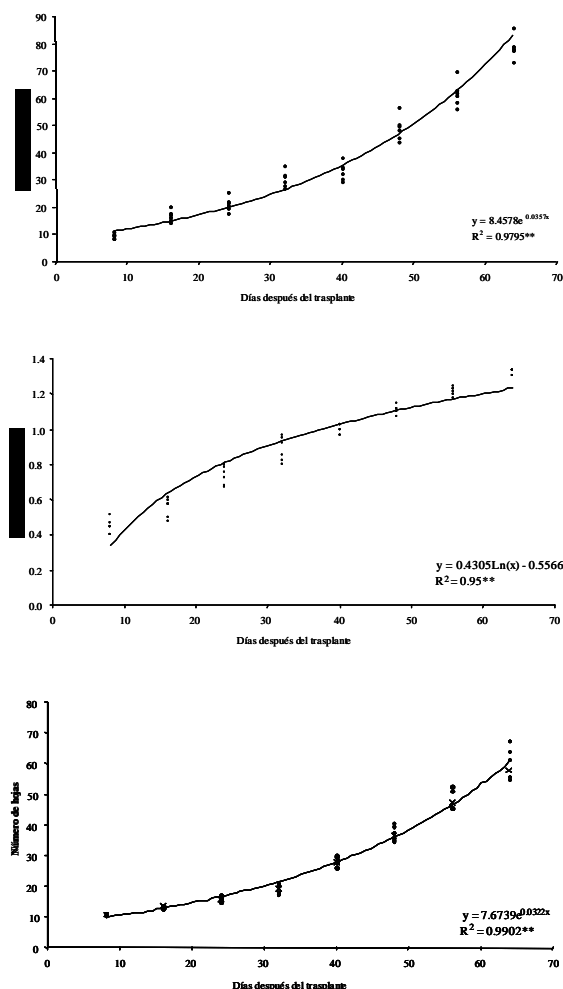 90
80
70
60
50
40
30
20
10
0
y = 8.4578e^0.0357x
R² = 0.9795**
0 10 20 30 40 50 60 70
Días después del trasplante
1.4
1.2
1.0
0.8
0.6
0.4
0.2
0.0
y = 0.4305Ln(x) - 0.5566
R² = 0.95**
10 20 30 40 50 60 70
Días después del trasplante
80
70
60
50
40
30
20
10
0
Número de hojas
y = 7.6739e^0.0322x
R² = 0.9902**
0 10 20 30 40 50 60 70
Días después del trasplante